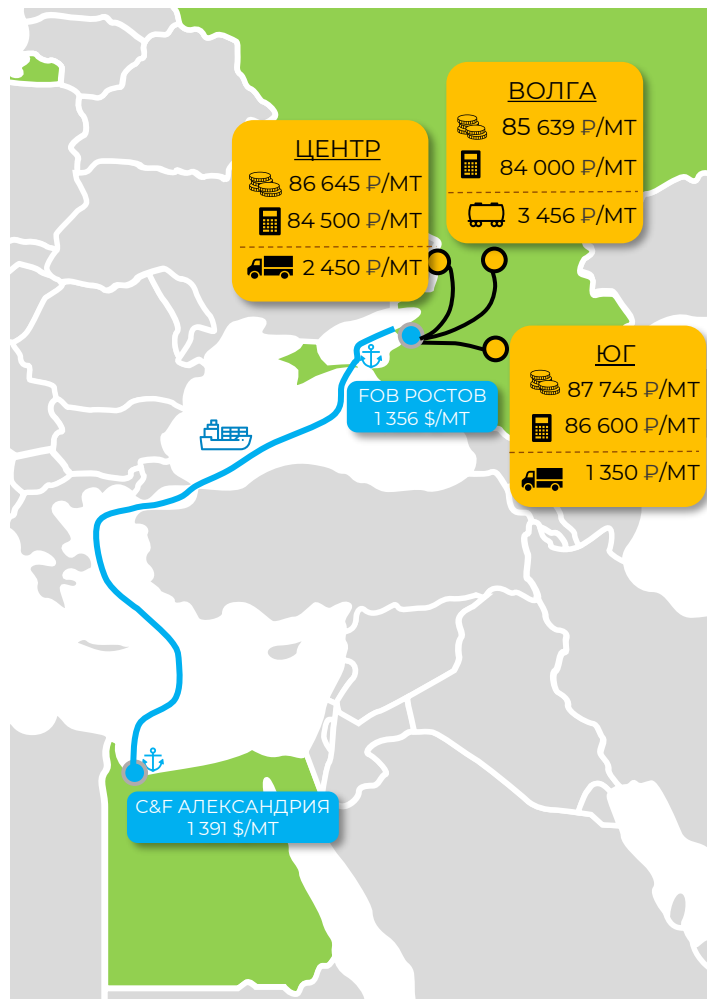 ВОЛГА
85 639 ₽/МТ
84 000 ₽/МТ
3 456 ₽/МТ
ЦЕНТР
86 645 ₽/МТ
84 500 ₽/МТ
2 450 ₽/МТ
ЮГ
87 745 ₽/МТ
86 600 ₽/МТ
1 350 ₽/МТ
FOB РОСТОВ
1 356 $/МТ
C&F АЛЕКСАНДРИЯ
1 391 $/МТ